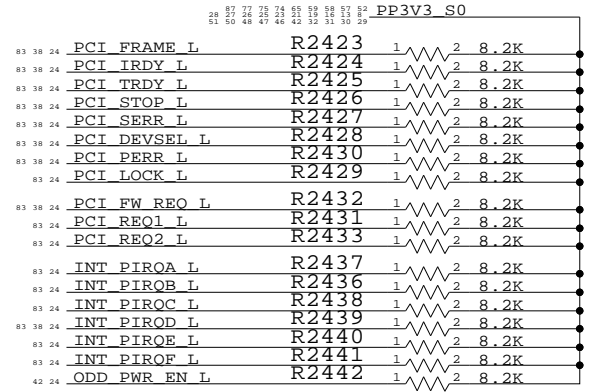 87 77 75 74 65 59 58 57 52 PP3V3_S0
28 27 26 25 23 21 19 16 13 8
51 50 48 47 46 42 32 31 30 29
83 38 24 PCI_FRAME_L R2423 1 2 8.2K
83 38 24 PCI_IRDY_L R2424 1 2 8.2K
83 38 24 PCI_TRDY_L R2425 1 2 8.2K
83 38 24 PCI_STOP_L R2426 1 2 8.2K
83 38 24 PCI_SERR_L R2427 1 2 8.2K
83 38 24 PCI_DEVSEL_L R2428 1 2 8.2K
83 38 24 PCI_PERR_L R2430 1 2 8.2K
83 24 PCI_LOCK_L R2429 1 2 8.2K
83 38 24 PCI_FW_REQ_L R2432 1 2 8.2K
83 24 PCI_REQ1_L R2431 1 2 8.2K
83 24 PCI_REQ2_L R2433 1 2 8.2K
83 24 INT_PIRQA_L R2437 1 2 8.2K
83 24 INT_PIRQB_L R2436 1 2 8.2K
83 24 INT_PIRQC_L R2438 1 2 8.2K
83 38 24 INT_PIRQD_L R2439 1 2 8.2K
83 24 INT_PIRQE_L R2440 1 2 8.2K
83 24 INT_PIRQF_L R2441 1 2 8.2K
42 24 ODD_PWR_EN_L R2442 1 2 8.2K